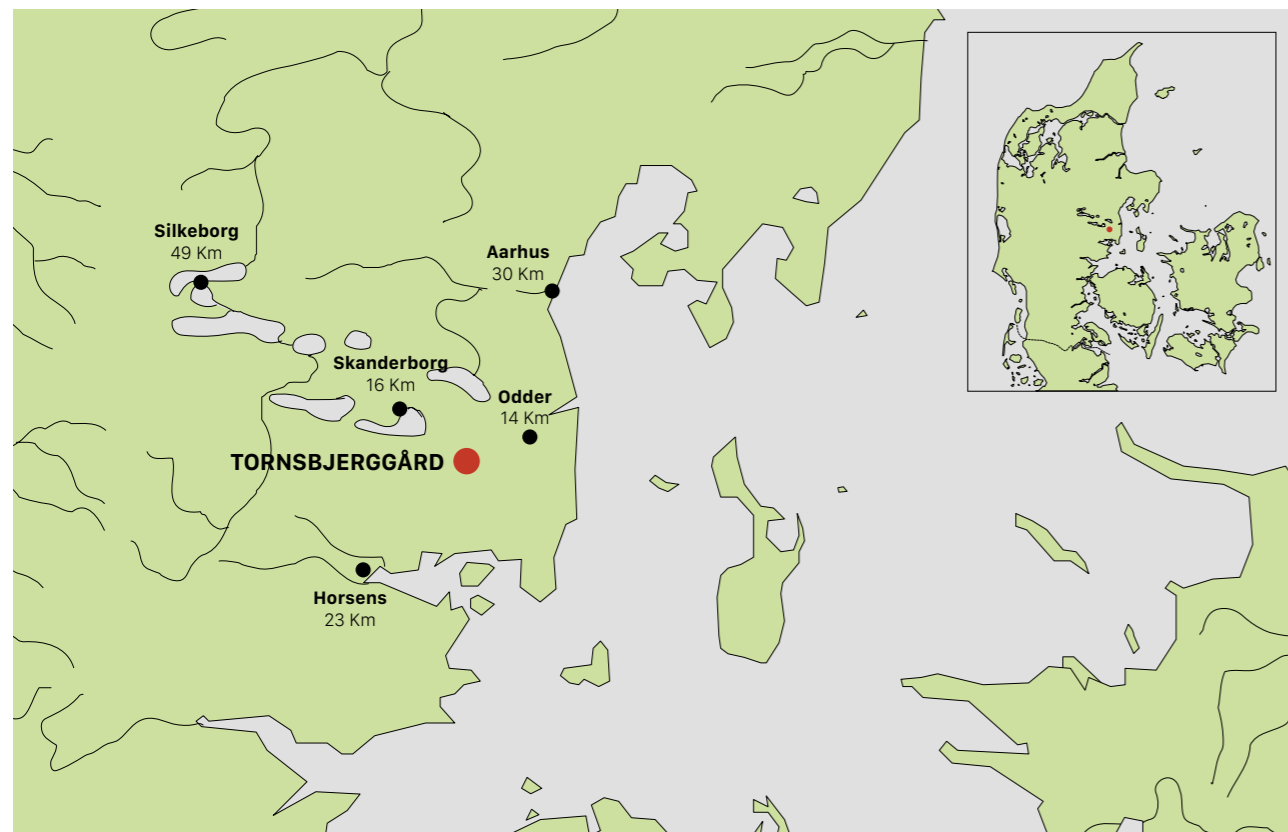 Silkeborg
49 Km
Aarhus
30 Km
Skanderborg
16 Km
Odder
14 Km
TORNSBJERGGÅRD
Horsens
23 Km